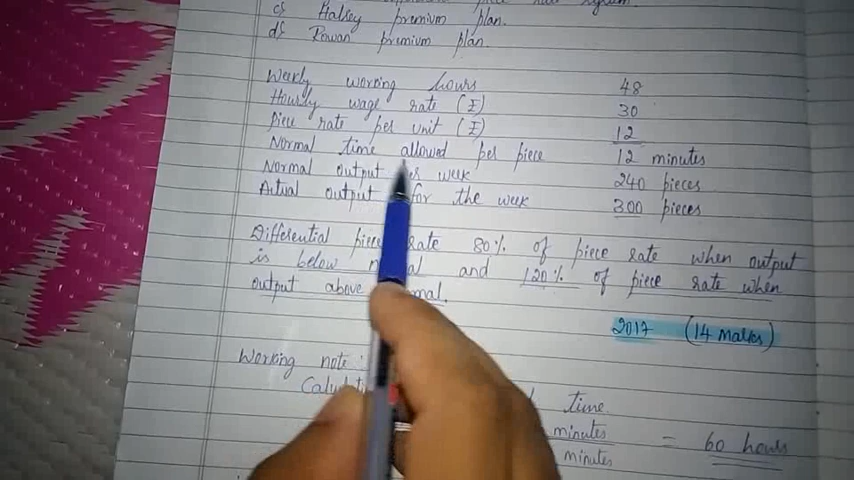 c) Halsey premium plan.
d) Rowan premium plan.
Weekly working hours 48
Hourly wage rate (₹) 30
Piece rate per unit (₹) 12
Normal time allowed per piece 12 minutes
Normal output per week 240 pieces
Actual output for the week 300 pieces
Differential piece rate 80% of piece rate when output
is below and 120% of piece rate when
output above
2017 (14 marks)
Working note:
time
minutes = 60 hours
minutes